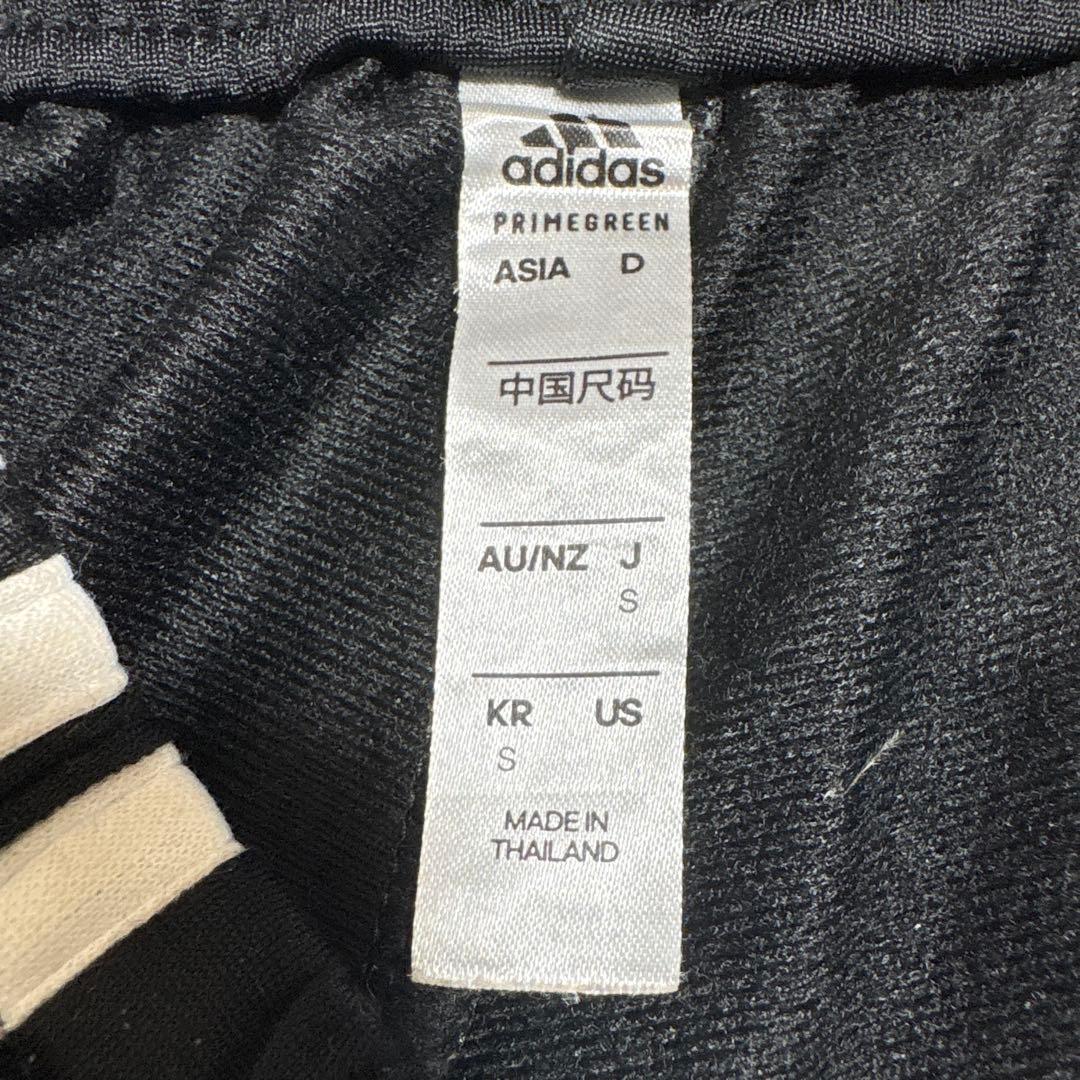 adidas
PRIMEGREEN
ASIA D
中国尺码
AU/NZ J
S
KR US
S
MADE IN
THAILAND